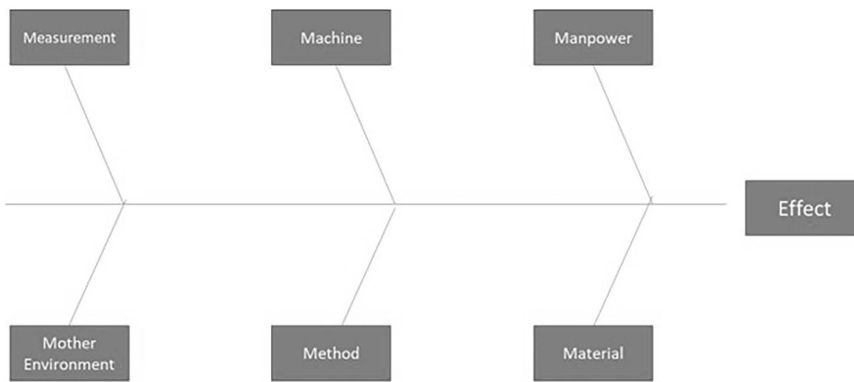 Measurement
Machine
Manpower
Effect
Mother
Environment
Method
Material